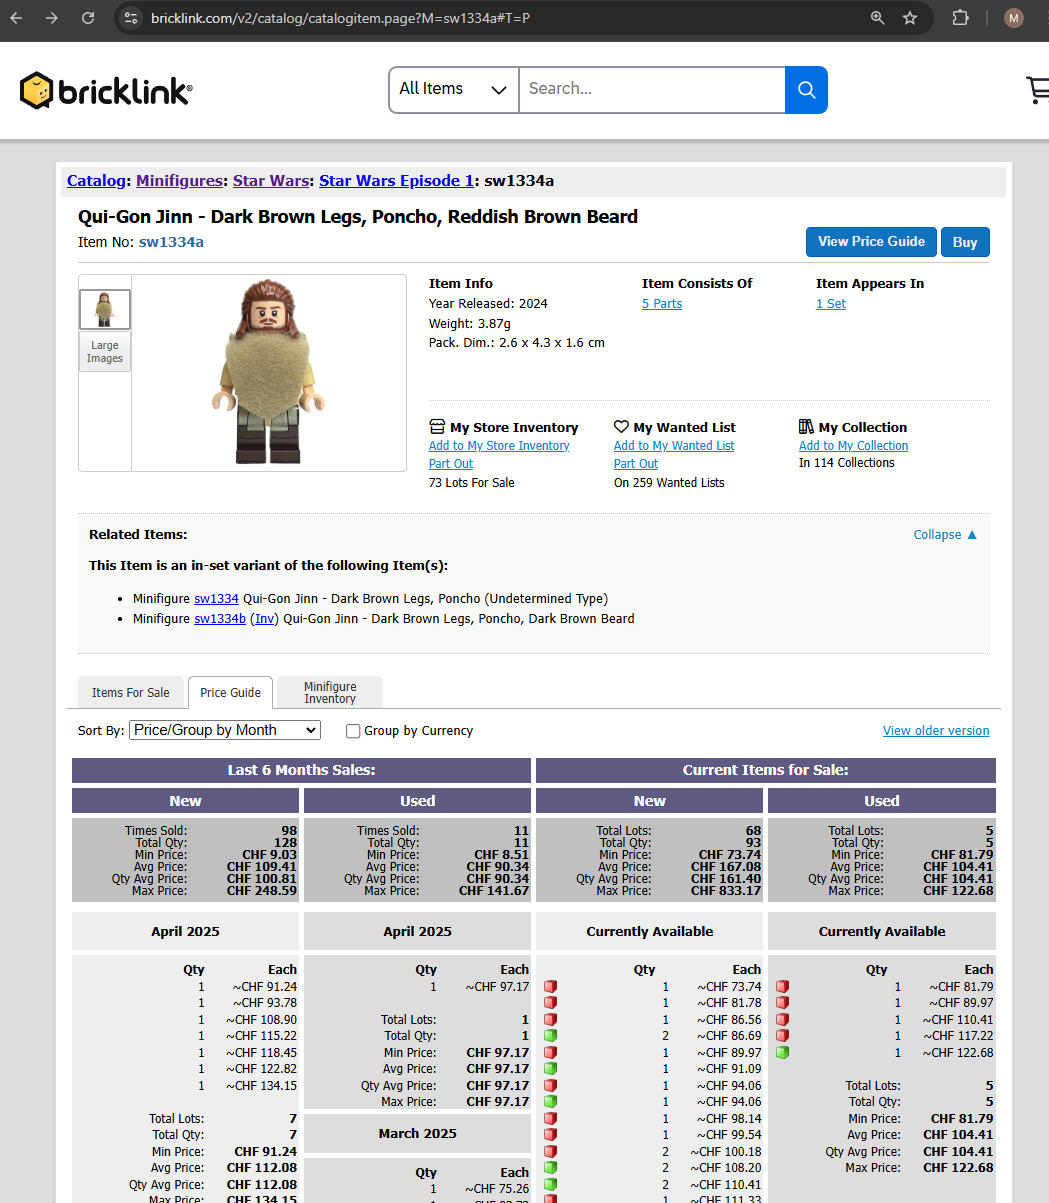 bricklink.com/v2/catalog/catalogitem.page?M=sw1334a#T=P
M
bricklink®
All Items
Search...
Catalog: Minifigures: Star Wars: Star Wars Episode 1: sw1334a
Qui-Gon Jinn - Dark Brown Legs, Poncho, Reddish Brown Beard
Item No: sw1334a
View Price Guide
Buy
Large
Images
Item Info
Year Released: 2024
Weight: 3.87g
Pack. Dim.: 2.6 x 4.3 x 1.6 cm
Item Consists Of
5 Parts
Item Appears In
1 Set
My Store Inventory
Add to My Store Inventory
Part Out
73 Lots For Sale
My Wanted List
Add to My Wanted List
Part Out
On 259 Wanted Lists
My Collection
Add to My Collection
In 114 Collections
Related Items:
Collapse ▲
This Item is an in-set variant of the following Item(s):
• Minifigure sw1334 Qui-Gon Jinn - Dark Brown Legs, Poncho (Undetermined Type)
• Minifigure sw1334b (Inv) Qui-Gon Jinn - Dark Brown Legs, Poncho, Dark Brown Beard
Items For Sale
Price Guide
Minifigure
Inventory
Sort By: Price/Group by Month
Group by Currency
View older version
Last 6 Months Sales:
Current Items for Sale:
New
Used
New
Used
Times Sold: 98
Total Qty: 128
Min Price: CHF 9.03
Avg Price: CHF 109.41
Qty Avg Price: CHF 100.81
Max Price: CHF 248.59
Times Sold: 11
Total Qty: 11
Min Price: CHF 8.51
Avg Price: CHF 90.34
Qty Avg Price: CHF 90.34
Max Price: CHF 141.67
Total Lots: 68
Total Qty: 93
Min Price: CHF 73.74
Avg Price: CHF 167.08
Qty Avg Price: CHF 161.40
Max Price: CHF 833.17
Total Lots: 5
Total Qty: 5
Min Price: CHF 81.79
Avg Price: CHF 104.41
Qty Avg Price: CHF 104.41
Max Price: CHF 122.68
April 2025
Qty Each
1 ~CHF 91.24
1 ~CHF 93.78
1 ~CHF 108.90
1 ~CHF 115.22
1 ~CHF 118.45
1 ~CHF 122.82
1 ~CHF 134.15
Total Lots: 7
Total Qty: 7
Min Price: CHF 91.24
Avg Price: CHF 112.08
Qty Avg Price: CHF 112.08
Max Price: CHF 134.15
April 2025
Qty Each
1 ~CHF 97.17
Total Lots: 1
Total Qty: 1
Min Price: CHF 97.17
Avg Price: CHF 97.17
Qty Avg Price: CHF 97.17
Max Price: CHF 97.17
March 2025
Qty Each
1 ~CHF 75.26
Currently Available
Qty Each
1 ~CHF 73.74
1 ~CHF 81.78
1 ~CHF 86.56
2 ~CHF 86.69
1 ~CHF 89.97
1 ~CHF 91.09
1 ~CHF 94.06
1 ~CHF 94.06
1 ~CHF 98.14
1 ~CHF 99.54
2 ~CHF 100.18
2 ~CHF 108.20
2 ~CHF 110.41
1 ~CHF 111.33
Currently Available
Qty Each
1 ~CHF 81.79
1 ~CHF 89.97
1 ~CHF 110.41
1 ~CHF 117.22
1 ~CHF 122.68
Total Lots: 5
Total Qty: 5
Min Price: CHF 81.79
Avg Price: CHF 104.41
Qty Avg Price: CHF 104.41
Max Price: CHF 122.68